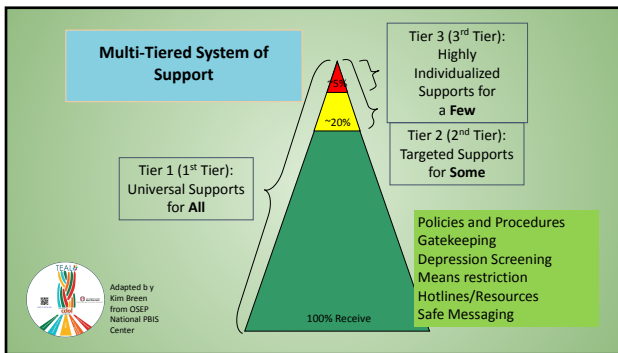 Multi-Tiered System of
Support
Tier 3 (3rd Tier):
Highly
Individualized
Supports for
a Few
~5%
~20%
Tier 2 (2nd Tier):
Targeted Supports
for Some
Tier 1 (1st Tier):
Universal Supports
for All
Policies and Procedures
Gatekeeping
Depression Screening
Means restriction
Hotlines/Resources
Safe Messaging
100% Receive
TEALs
Adapted b y
Kim Breen
from OSEP
National PBIS
Center